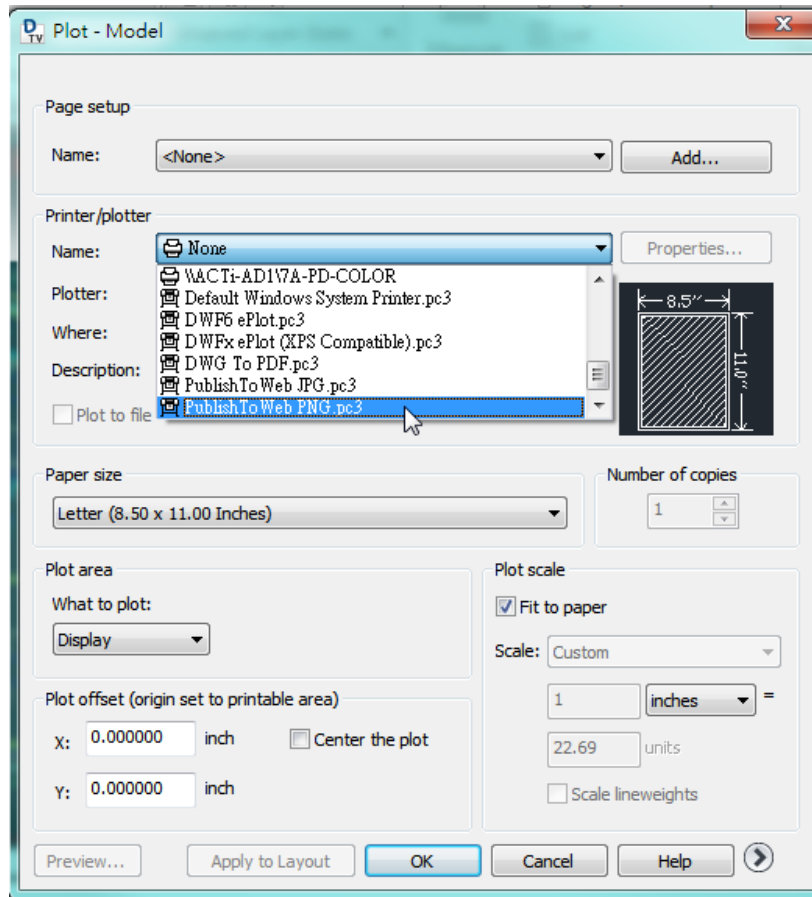 D TV Plot - Model
Page setup
Name: <None> Add...
Printer/plotter
Name: None Properties...
\\ACTi-AD1\7A-PD-COLOR
Plotter: Default Windows System Printer.pc3
DWF6 ePlot.pc3
Where: DWFx ePlot (XPS Compatible).pc3
Description: DWG To PDF.pc3
PublishToWeb JPG.pc3
Plot to file PublishToWeb PNG.pc3
8.5"
11.0"
Paper size
Letter (8.50 x 11.00 Inches)
Number of copies
1
Plot area
What to plot:
Display
Plot scale
Fit to paper
Scale: Custom
1 inches =
22.69 units
Scale lineweights
Plot offset (origin set to printable area)
X: 0.000000 inch Center the plot
Y: 0.000000 inch
Preview... Apply to Layout OK Cancel Help